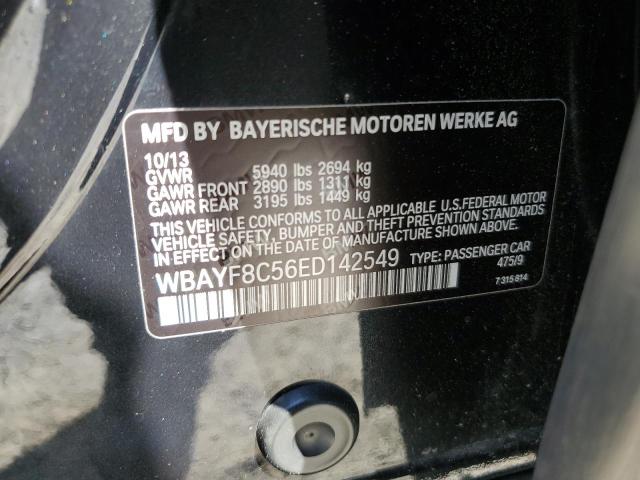 MFD BY BAYERISCHE MOTOREN WERKE AG
10/13
GVWR 5940 lbs 2694 kg
GAWR FRONT 2890 lbs 1311 kg
GAWR REAR 3195 lbs 1449 kg
THIS VEHICLE CONFORMS TO ALL APPLICABLE U.S. FEDERAL MOTOR
VEHICLE SAFETY, BUMPER, AND THEFT PREVENTION STANDARDS
IN EFFECT ON THE DATE OF MANUFACTURE SHOWN ABOVE.
WBAYF8C56ED142549 TYPE: PASSENGER CAR
475/9
7 315 814